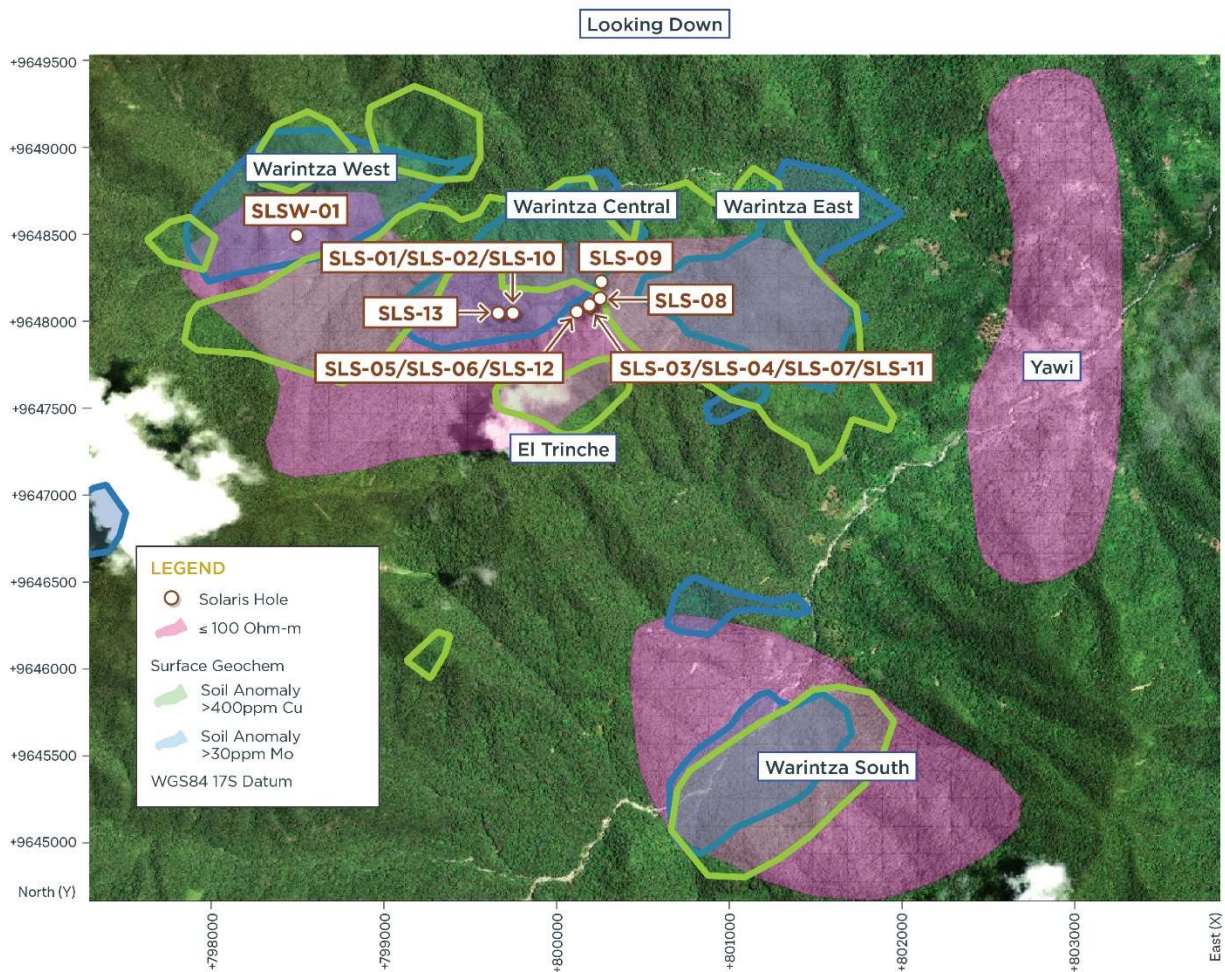 Looking Down
+9649500
+9649000
+9648500
+9648000
+9647500
+9647000
+9646500
+9646000
+9645500
+9645000
North (Y)
Warintza West
SLSW-01
Warintza Central
Warintza East
SLS-01/SLS-02/SLS-10
SLS-09
SLS-13
SLS-08
SLS-05/SLS-06/SLS-12
SLS-03/SLS-04/SLS-07/SLS-11
Yawi
El Trinche
Warintza South
LEGEND
Solaris Hole
≤ 100 Ohm-m
Surface Geochem
Soil Anomaly
>400ppm Cu
Soil Anomaly
>30ppm Mo
WGS84 17S Datum
+798000
+799000
+800000
+801000
+802000
+803000
East (X)